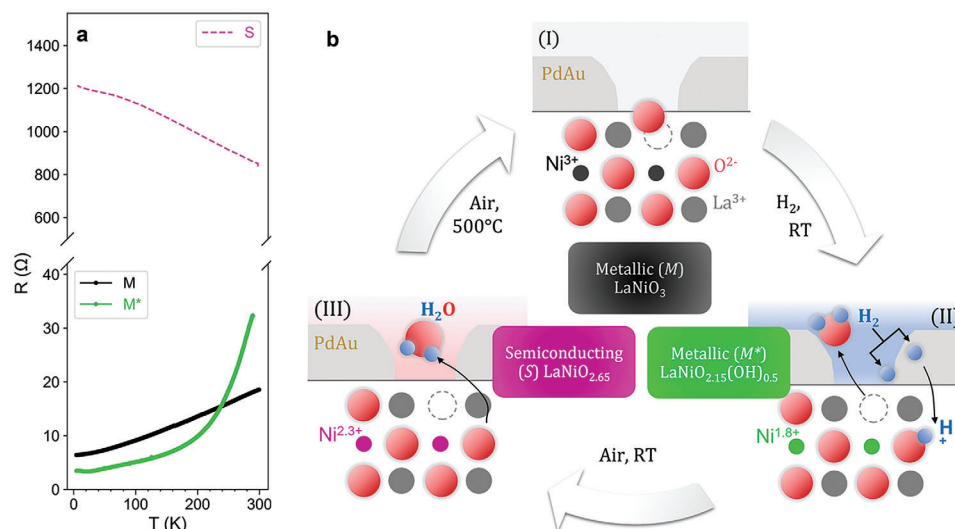 a
S
1400
1200
1000
800
600
40
30
20
10
0
R (Ω)
M
M*
0
100
200
300
T (K)
b
(I)
PdAu
Ni3+
O2-
La3+
Air,
500°C
H2,
RT
Metallic (M)
LaNiO3
(III)
H2O
PdAu
Semiconducting
(S) LaNiO2.65
Metallic (M*)
LaNiO2.15(OH)0.5
H2
(II)
Ni2.3+
Ni1.8+
H
+
Air, RT